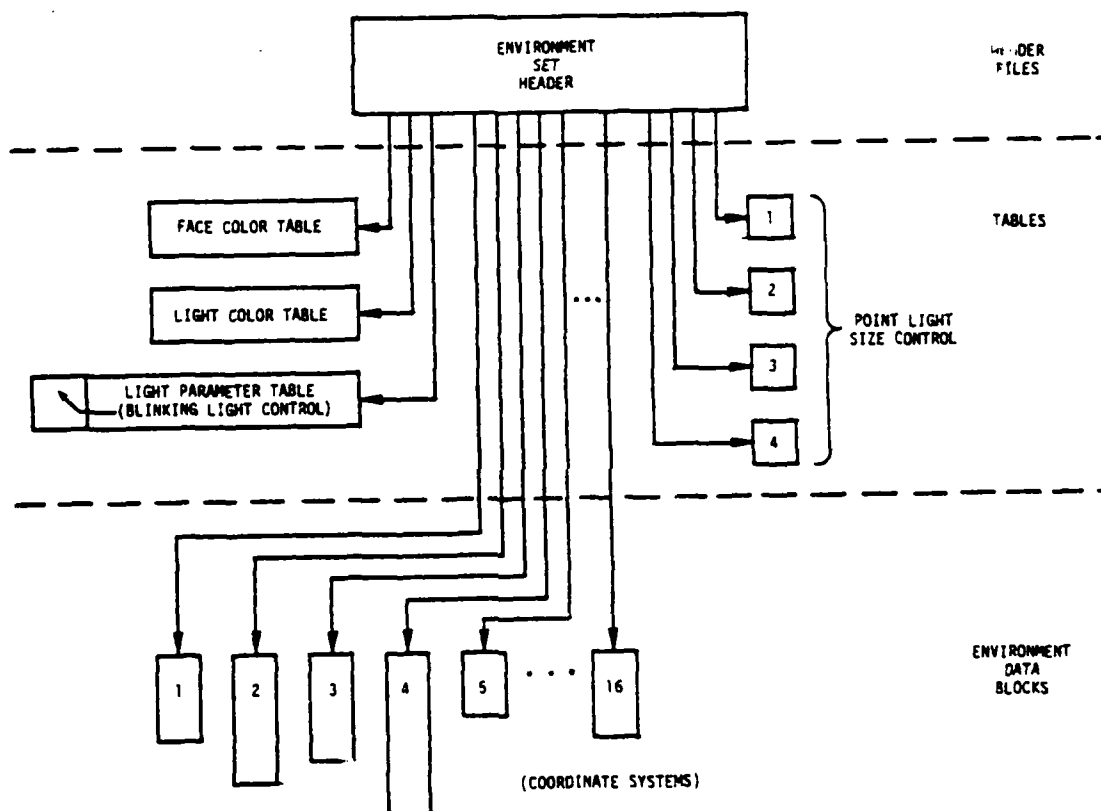 ENVIRONMENT
SET
HEADER
FILES
FACE COLOR TABLE
1
TABLES
LIGHT COLOR TABLE
...
2
POINT LIGHT
SIZE CONTROL
LIGHT PARAMETER TABLE
(BLINKING LIGHT CONTROL)
3
4
1
2
3
4
5
....
16
ENVIRONMENT
DATA
BLOCKS
(COORDINATE SYSTEMS)